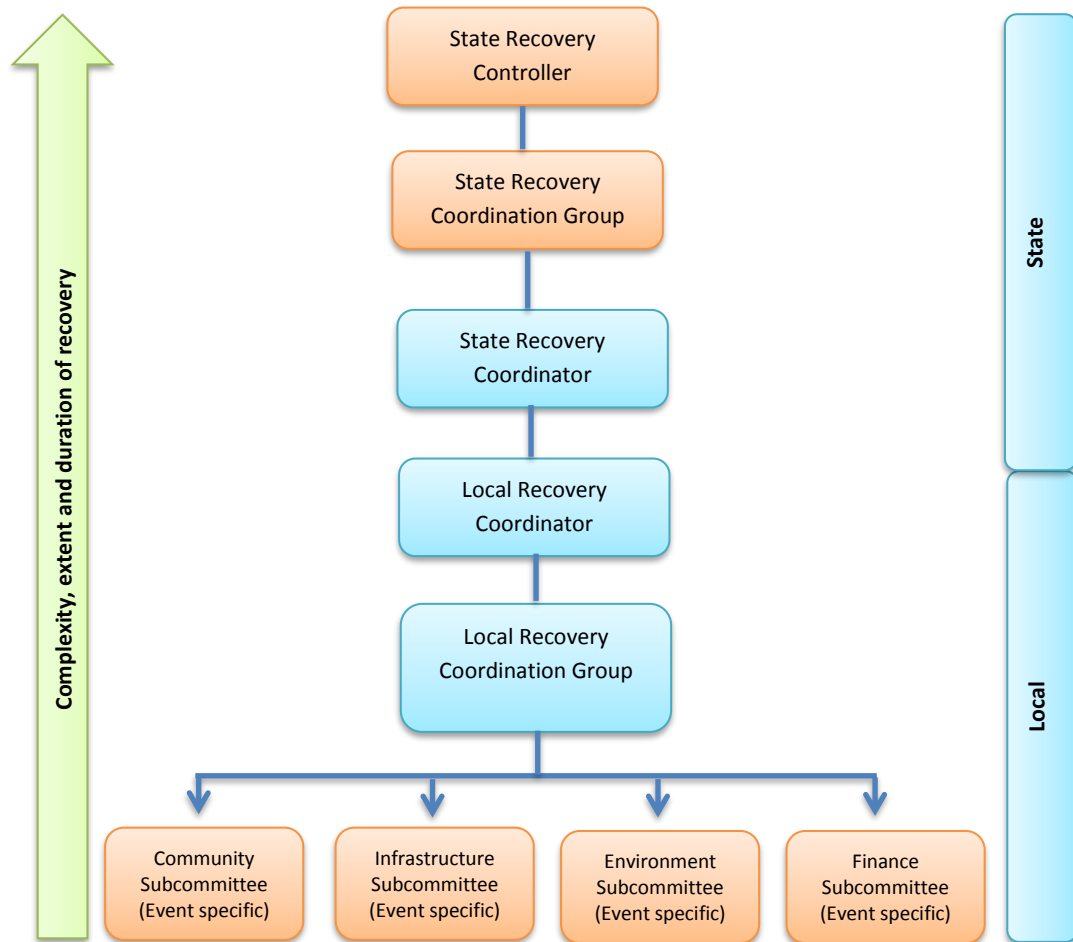 State Recovery
Controller
State Recovery
Coordination Group
State Recovery
Coordinator
Local Recovery
Coordinator
Local Recovery
Coordination Group
Community
Subcommittee
(Event specific)
Infrastructure
Subcommittee
(Event specific)
Environment
Subcommittee
(Event specific)
Finance
Subcommittee
(Event specific)
Complexity, extent and duration of recovery
State
Local